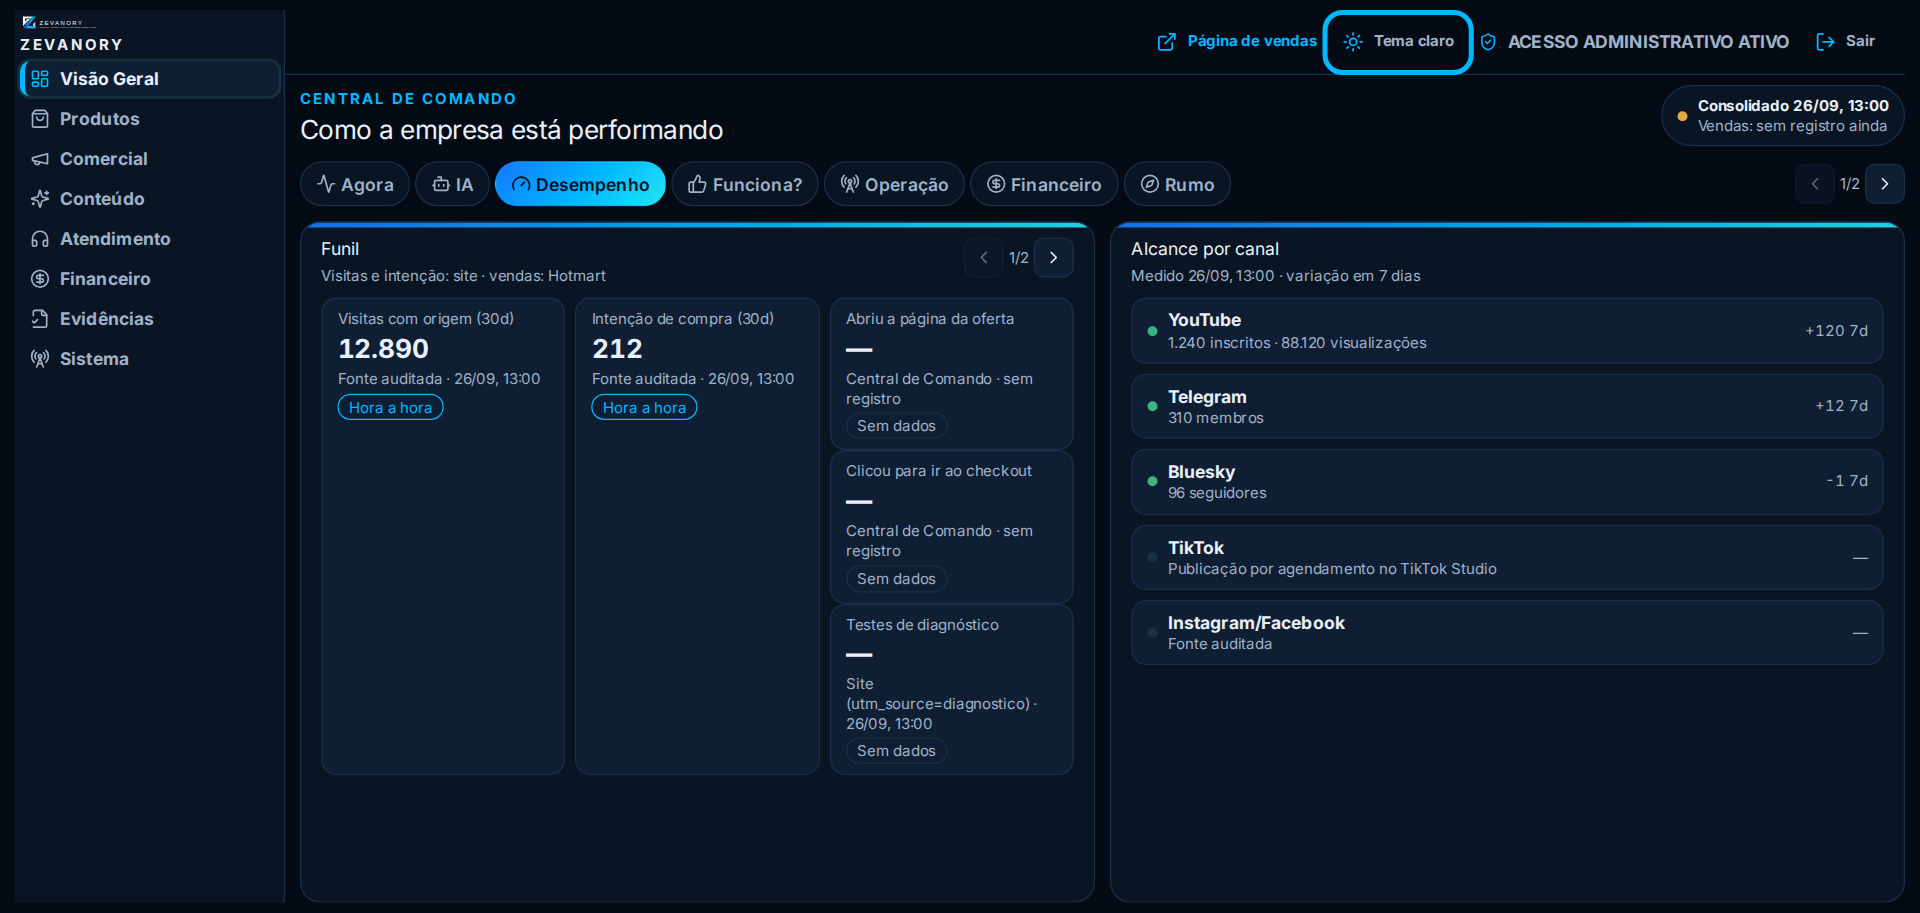 ZEVANORY
ZEVANORY
Visão Geral
Produtos
Comercial
Conteúdo
Atendimento
Financeiro
Evidências
Sistema
Página de vendas
Tema claro
ACESSO ADMINISTRATIVO ATIVO
Sair
CENTRAL DE COMANDO
Como a empresa está performando
Consolidado 26/09, 13:00
Vendas: sem registro ainda
Agora
IA
Desempenho
Funciona?
Operação
Financeiro
Rumo
1/2
Funil
Visitas e intenção: site · vendas: Hotmart
1/2
Visitas com origem (30d)
12.890
Fonte auditada · 26/09, 13:00
Hora a hora
Intenção de compra (30d)
212
Fonte auditada · 26/09, 13:00
Hora a hora
Abriu a página da oferta
—
Central de Comando · sem
registro
Sem dados
Clicou para ir ao checkout
—
Central de Comando · sem
registro
Sem dados
Testes de diagnóstico
—
Site
(utm_source=diagnostico) ·
26/09, 13:00
Sem dados
Alcance por canal
Medido 26/09, 13:00 · variação em 7 dias
YouTube
1.240 inscritos · 88.120 visualizações
+120 7d
Telegram
310 membros
+12 7d
Bluesky
96 seguidores
-1 7d
TikTok
Publicação por agendamento no TikTok Studio
—
Instagram/Facebook
Fonte auditada
—